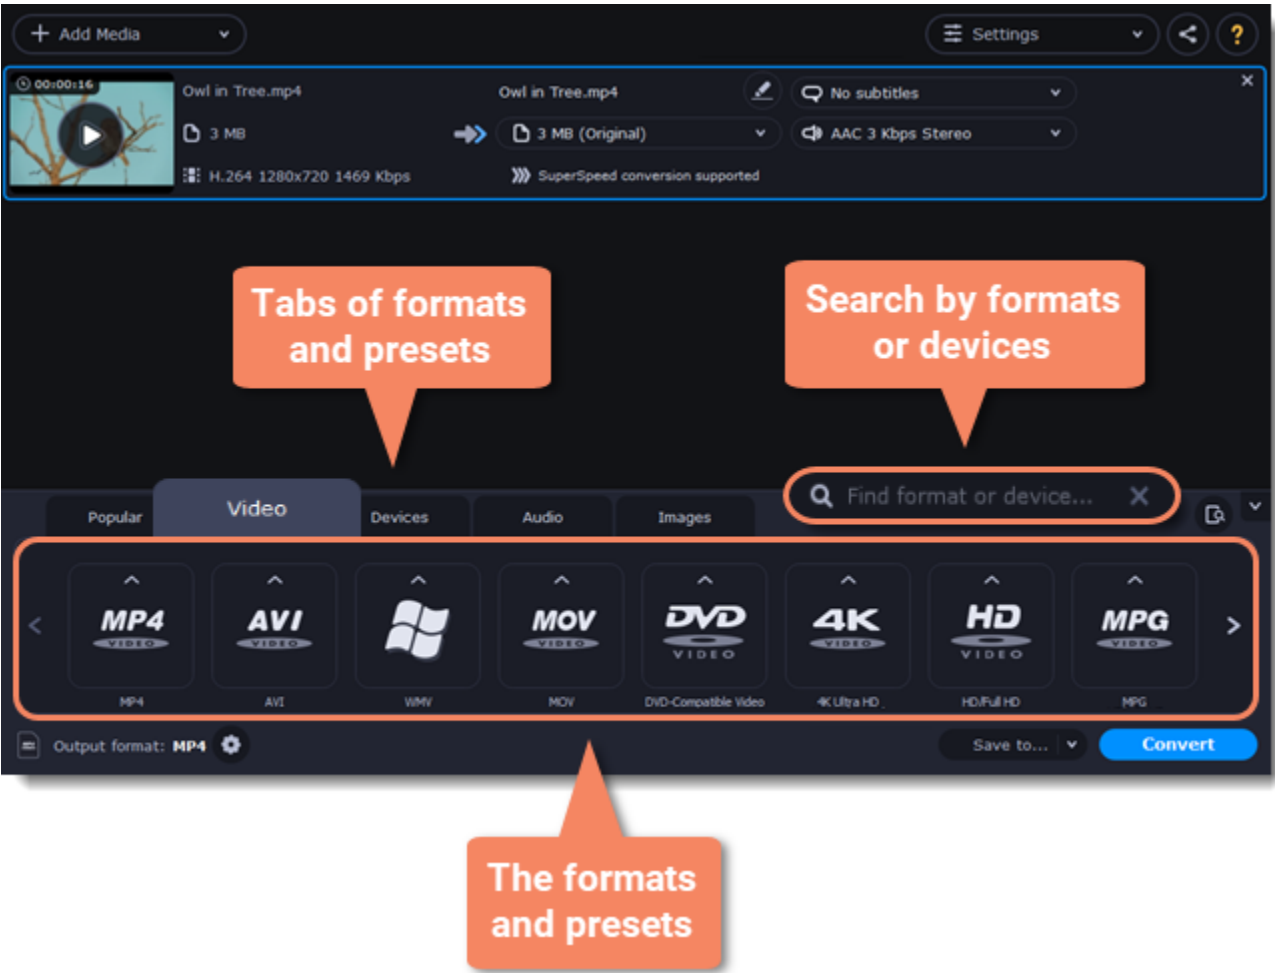 Add Media
Settings
?
00:00:16
Owl in Tree.mp4
Owl in Tree.mp4
No subtitles
3 MB
3 MB (Original)
AAC 3 Kbps Stereo
H.264 1280x720 1469 Kbps
SuperSpeed conversion supported
Tabs of formats
and presets
Search by formats
or devices
Popular
Video
Devices
Audio
Images
Find format or device...
MP4
VIDEO
AVI
VIDEO
MOV
VIDEO
DVD
VIDEO
4K
VIDEO
HD
VIDEO
MPG
VIDEO
MP4
AVI
WMV
MOV
DVD-Compatible Video
4K Ultra HD
HD/Full HD
MPG
Output format: MP4
Save to...
Convert
The formats
and presets